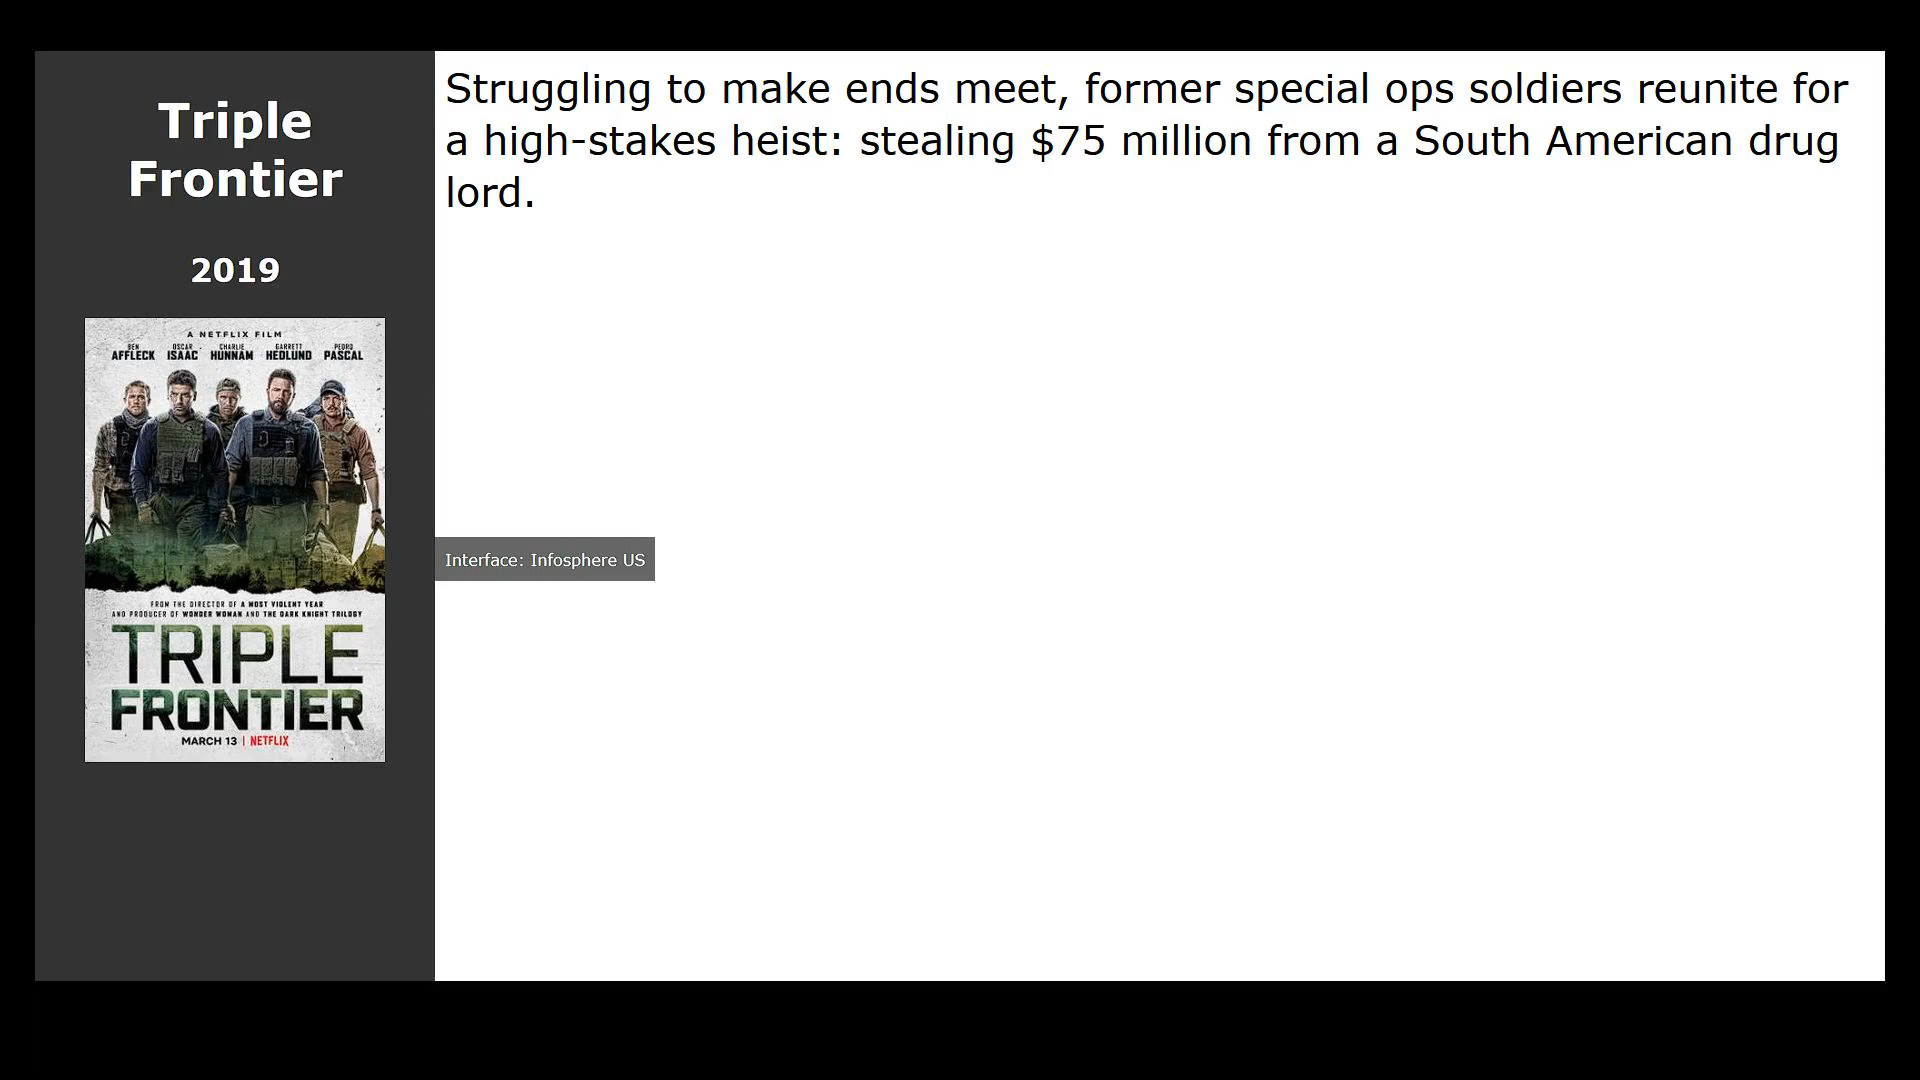 Triple
Frontier
2019
A NETFLIX FILM
BEN AFFLECK OSCAR ISAAC CHARLIE HUNNAM GARRETT HEDLUND PEDRO PASCAL
FROM THE DIRECTOR OF A MOST VIOLENT YEAR
AND PRODUCER OF WONDER WOMAN AND THE DARK KNIGHT TRILOGY
TRIPLE
FRONTIER
MARCH 13 | NETFLIX
Struggling to make ends meet, former special ops soldiers reunite for
a high-stakes heist: stealing $75 million from a South American drug
lord.
Interface: Infosphere US